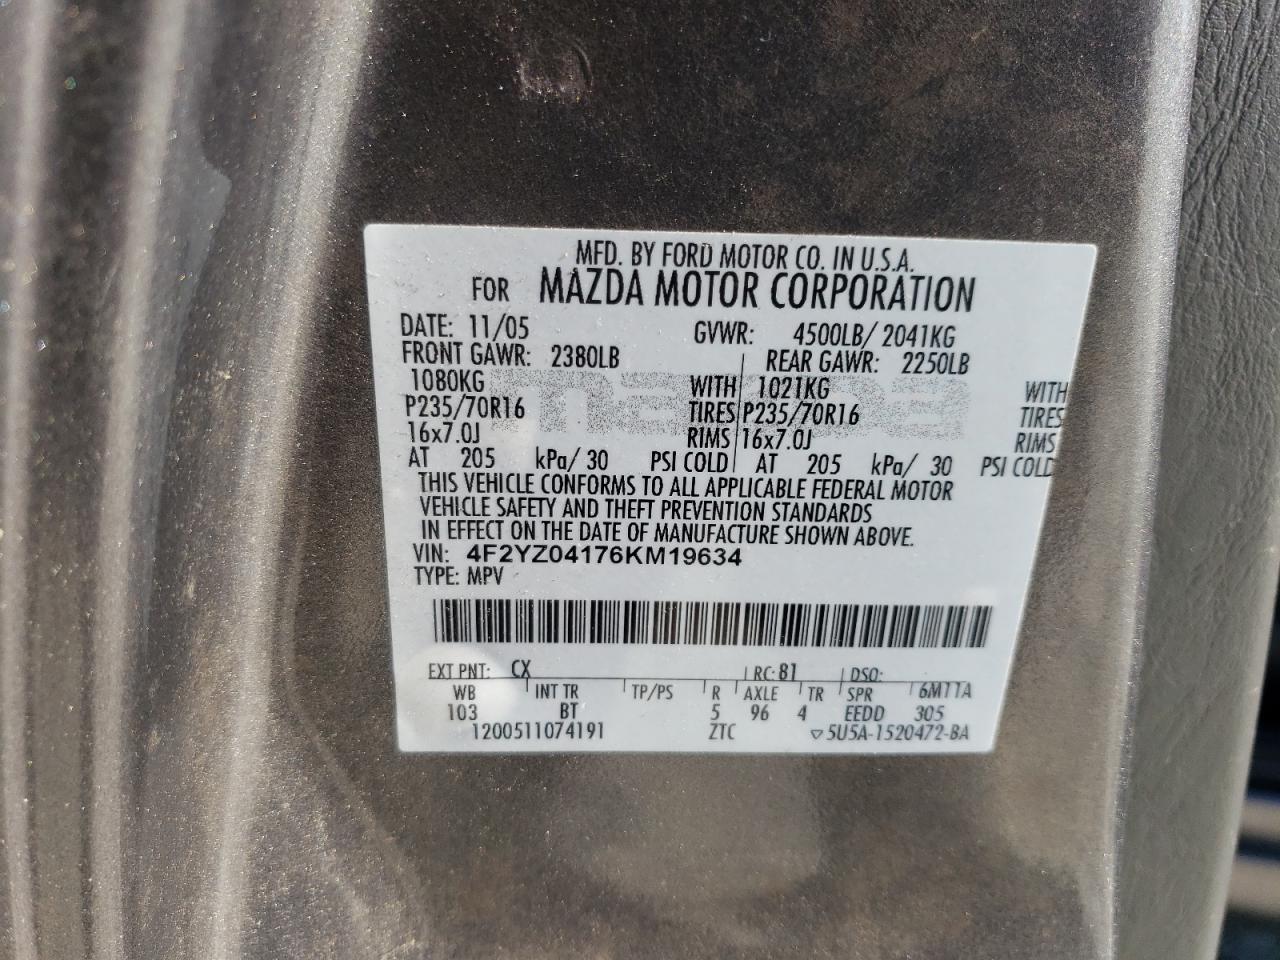 MFD. BY FORD MOTOR CO. IN U.S.A.
FOR MAZDA MOTOR CORPORATION
DATE: 11/05 GVWR: 4500LB/ 2041KG
FRONT GAWR: 2380LB REAR GAWR: 2250LB
1080KG WITH 1021KG WITH
P235/70R16 TIRES P235/70R16 TIRES
16x7.0J RIMS 16x7.0J RIMS
AT 205 kPa/ 30 PSI COLD AT 205 kPa/ 30 PSI COLD
THIS VEHICLE CONFORMS TO ALL APPLICABLE FEDERAL MOTOR
VEHICLE SAFETY AND THEFT PREVENTION STANDARDS
IN EFFECT ON THE DATE OF MANUFACTURE SHOWN ABOVE.
VIN: 4F2YZ04176KM19634
TYPE: MPV
EXT PNT: CX RC: 81 DSO:
WB INT TR TP/PS R AXLE TR SPR 6M11A
103 BT 5 96 4 EEDD 305
1200511074191 ZTC ▽5U5A-1520472-BA